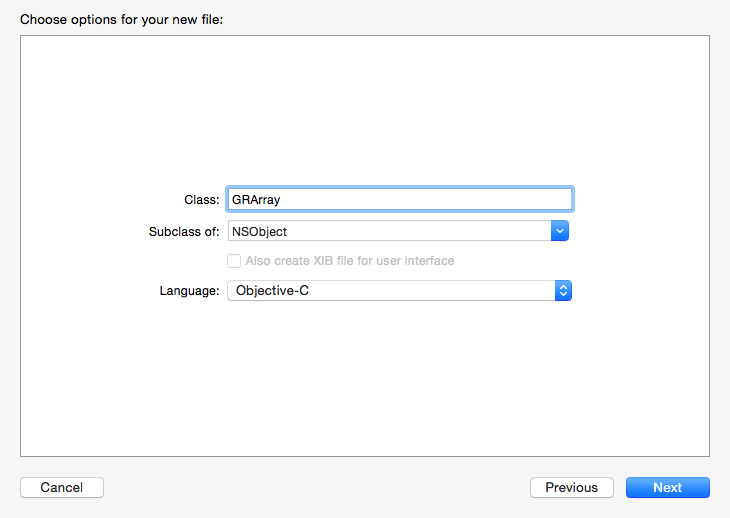 Choose options for your new file:
Class: GRArray
Subclass of: NSObject
Also create XIB file for user interface
Language: Objective-C
Cancel Previous Next